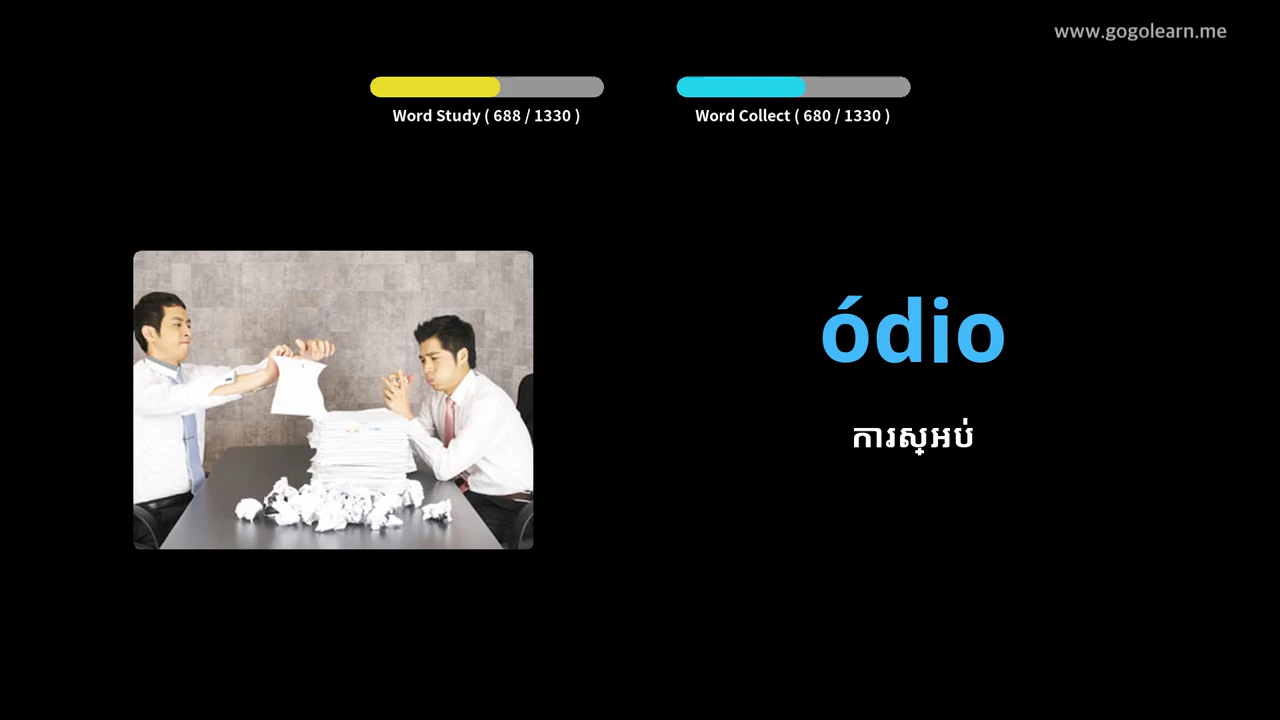 www.gogolearn.me
Word Study ( 688 / 1330 )
Word Collect ( 680 / 1330 )
ódio
ការស្អប់